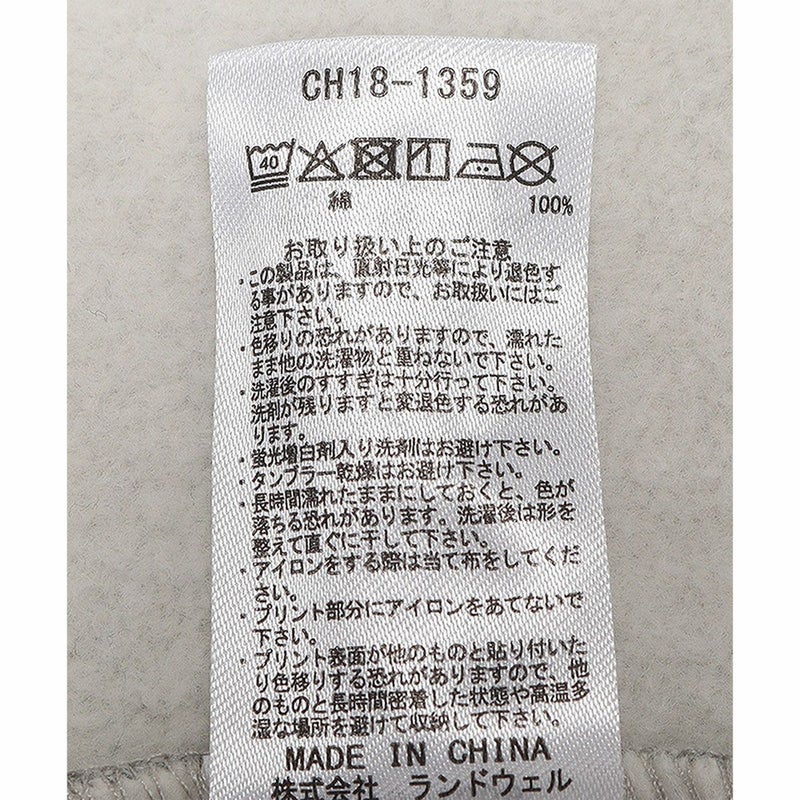 CH18-1359
40
綿 100%
お取り扱い上のご注意
・この製品は、直射日光等により退色す
る事がありますので、お取扱いにはご
注意下さい。
・色移りの恐れがありますので、濡れた
まま他の洗濯物と重ねないで下さい。
・洗濯後のすすぎは十分行って下さい。
洗剤が残りますと変退色する恐れがあ
ります。
・蛍光増白剤入り洗剤はお避け下さい。
・タンブラー乾燥はお避け下さい。
・長時間濡れたままにしておくと、色が
落ちる恐れがあります。洗濯後は形を
整えて直ぐに干して下さい。
・アイロンをする際は当て布をしてくだ
さい。
・プリント部分にアイロンをあてないで
下さい。
・プリント表面が他のものと貼り付いた
り色移りする恐れがありますので、他
のものと長時間密着した状態や高温多
湿な場所を避けて収納して下さい。
MADE IN CHINA
株式会社 ランドウェル